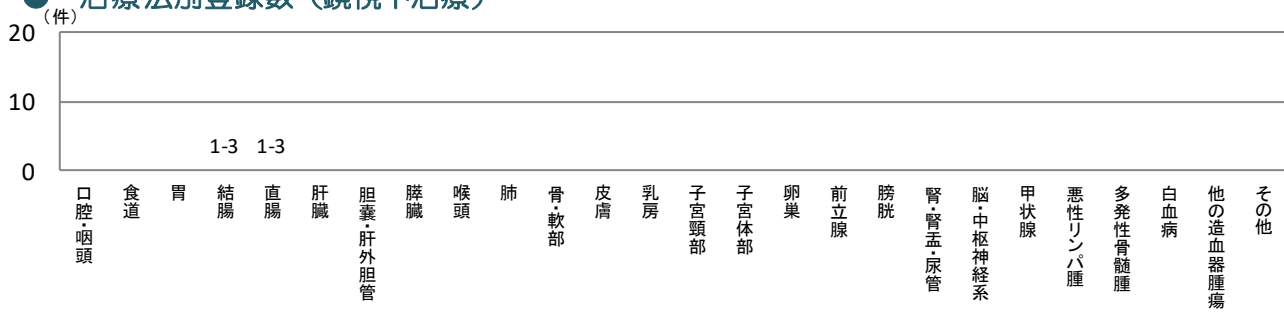 ● 治療法別登録数（鏡視下治療）
（件）
20
10
0
1-3 1-3
口腔・咽頭
食道
胃
結腸
直腸
肝臓
胆嚢・肝外胆管
膵臓
喉頭
肺
骨・軟部
皮膚
乳房
子宮頸部
子宮体部
卵巣
前立腺
膀胱
腎・腎盂・尿管
脳・中枢神経系
甲状腺
悪性リンパ腫
多発性骨髄腫
白血病
他の造血器腫瘍
その他